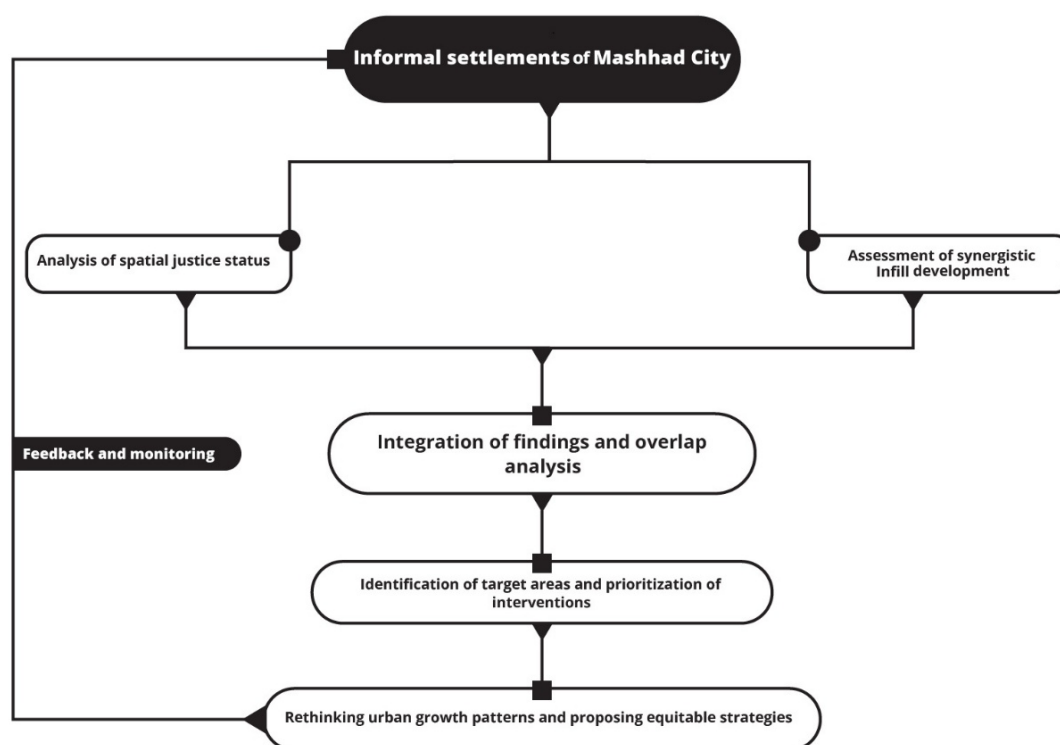 Informal settlements of Mashhad City
Analysis of spatial justice status
Assessment of synergistic
Infill development
Integration of findings and overlap
analysis
Feedback and monitoring
Identification of target areas and prioritization of
interventions
Rethinking urban growth patterns and proposing equitable strategies